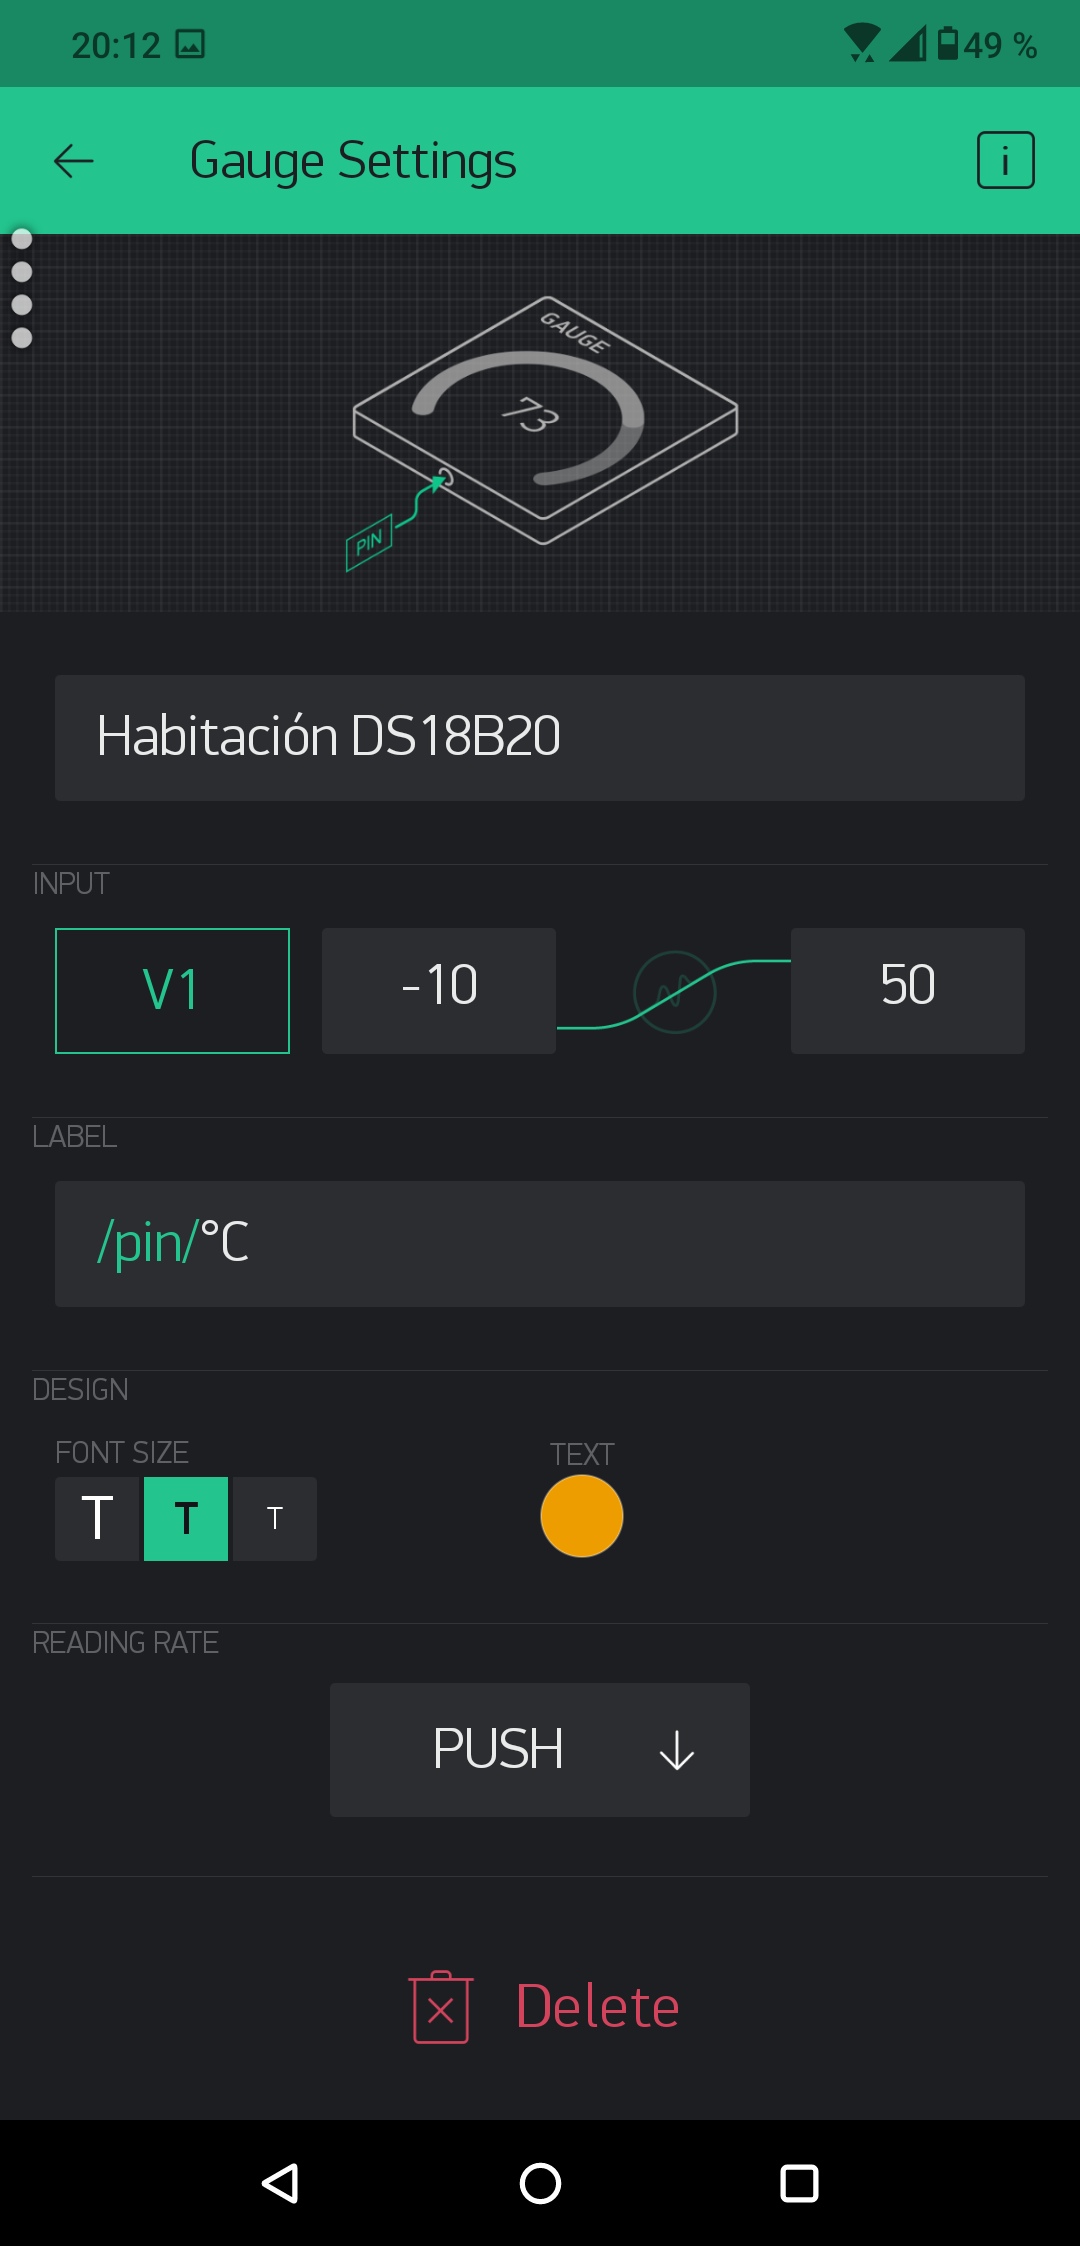 20:12
49 %
Gauge Settings
i
GAUGE
73
PIN
Habitación DS18B20
INPUT
V1
-10
50
LABEL
/pin/°C
DESIGN
FONT SIZE
TEXT
T T T
READING RATE
PUSH
Delete